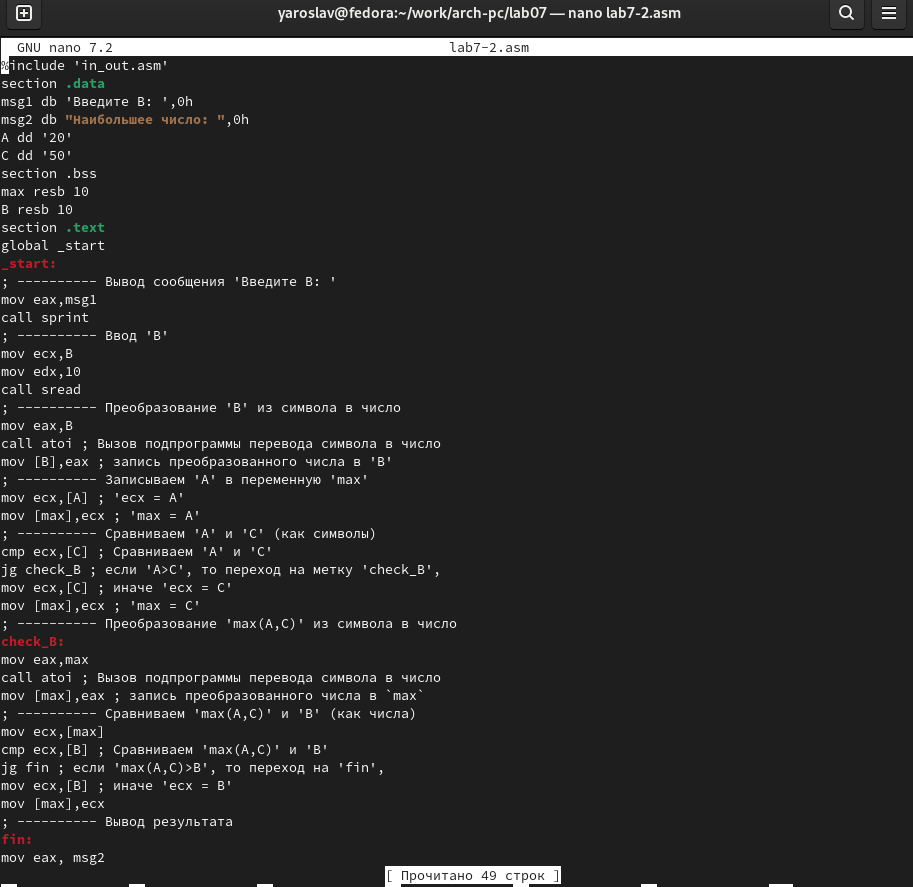 yaroslav@fedora:~/work/arch-pc/lab07 — nano lab7-2.asm
GNU nano 7.2 lab7-2.asm
%include 'in_out.asm'
section .data
msg1 db 'Введите B: ',0h
msg2 db "Наибольшее число: ",0h
A dd '20'
C dd '50'
section .bss
max resb 10
B resb 10
section .text
global _start
_start:
; ---------- Вывод сообщения 'Введите B: '
mov eax,msg1
call sprint
; ---------- Ввод 'B'
mov ecx,B
mov edx,10
call sread
; ---------- Преобразование 'B' из символа в число
mov eax,B
call atoi ; Вызов подпрограммы перевода символа в число
mov [B],eax ; запись преобразованного числа в 'B'
; ---------- Записываем 'A' в переменную 'max'
mov ecx,[A] ; 'ecx = A'
mov [max],ecx ; 'max = A'
; ---------- Сравниваем 'A' и 'C' (как символы)
cmp ecx,[C] ; Сравниваем 'A' и 'C'
jg check_B ; если 'A>C', то переход на метку 'check_B',
mov ecx,[C] ; иначе 'ecx = C'
mov [max],ecx ; 'max = C'
; ---------- Преобразование 'max(A,C)' из символа в число
check_B:
mov eax,max
call atoi ; Вызов подпрограммы перевода символа в число
mov [max],eax ; запись преобразованного числа в `max`
; ---------- Сравниваем 'max(A,C)' и 'B' (как числа)
mov ecx,[max]
cmp ecx,[B] ; Сравниваем 'max(A,C)' и 'B'
jg fin ; если 'max(A,C)>B', то переход на 'fin',
mov ecx,[B] ; иначе 'ecx = B'
mov [max],ecx
; ---------- Вывод результата
fin:
mov eax, msg2
[ Прочитано 49 строк ]